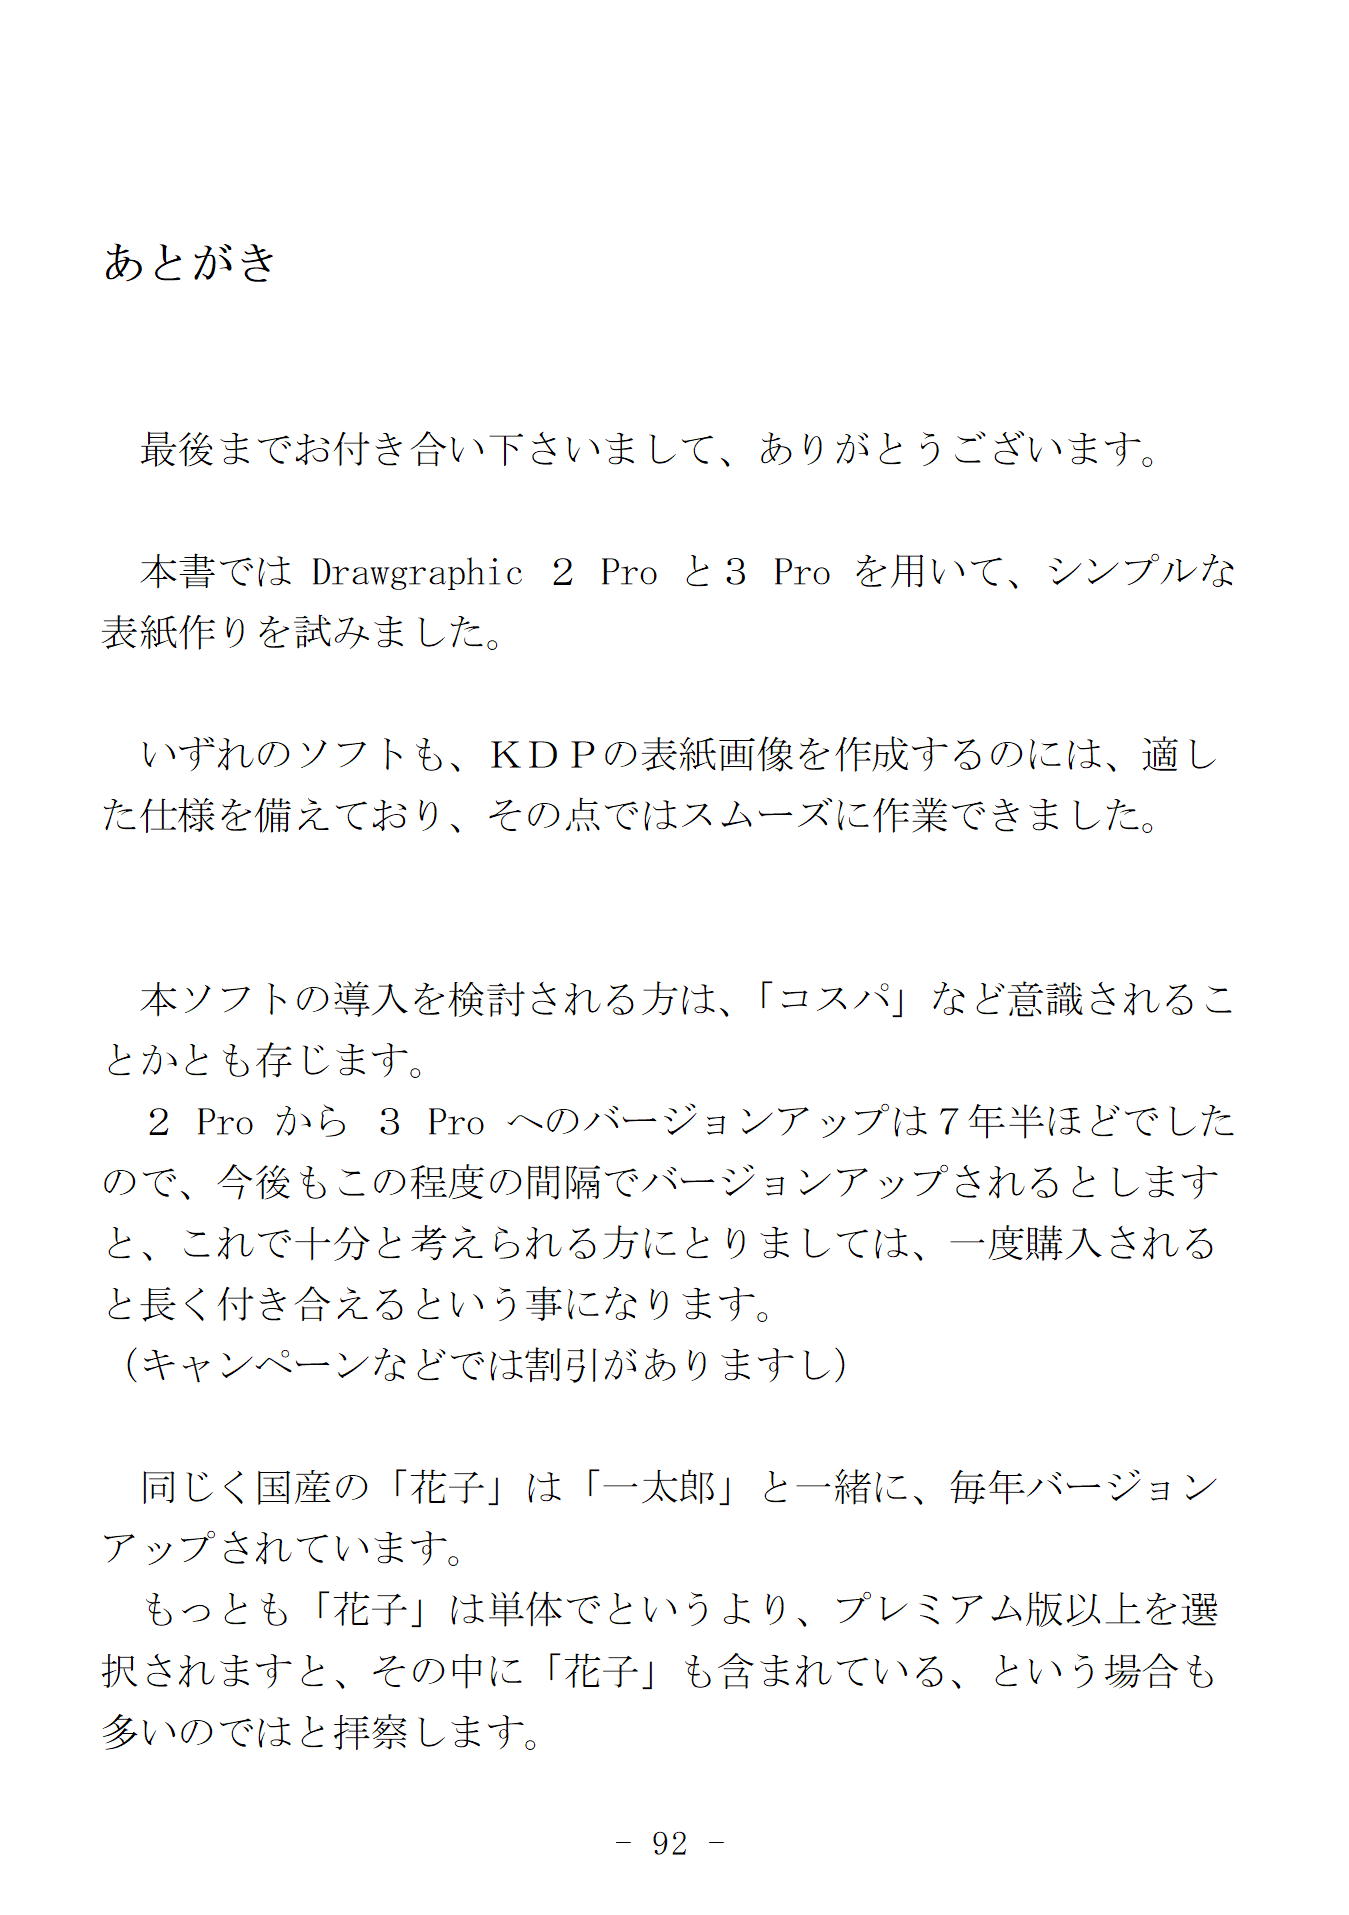 あとがき
最後までお付き合い下さいまして、ありがとうございます。
本書では Drawgraphic ２ Pro と３ Pro を用いて、シンプルな
表紙作りを試みました。
いずれのソフトも、ＫＤＰの表紙画像を作成するのには、適し
た仕様を備えており、その点ではスムーズに作業できました。
本ソフトの導入を検討される方は、「コスパ」など意識されるこ
とかとも存じます。
２ Pro から ３ Pro へのバージョンアップは７年半ほどでした
ので、今後もこの程度の間隔でバージョンアップされるとします
と、これで十分と考えられる方にとりましては、一度購入される
と長く付き合えるという事になります。
（キャンペーンなどでは割引がありますし）
同じく国産の「花子」は「一太郎」と一緒に、毎年バージョン
アップされています。
もっとも「花子」は単体でというより、プレミアム版以上を選
択されますと、その中に「花子」も含まれている、という場合も
多いのではと拝察します。
- 92 -